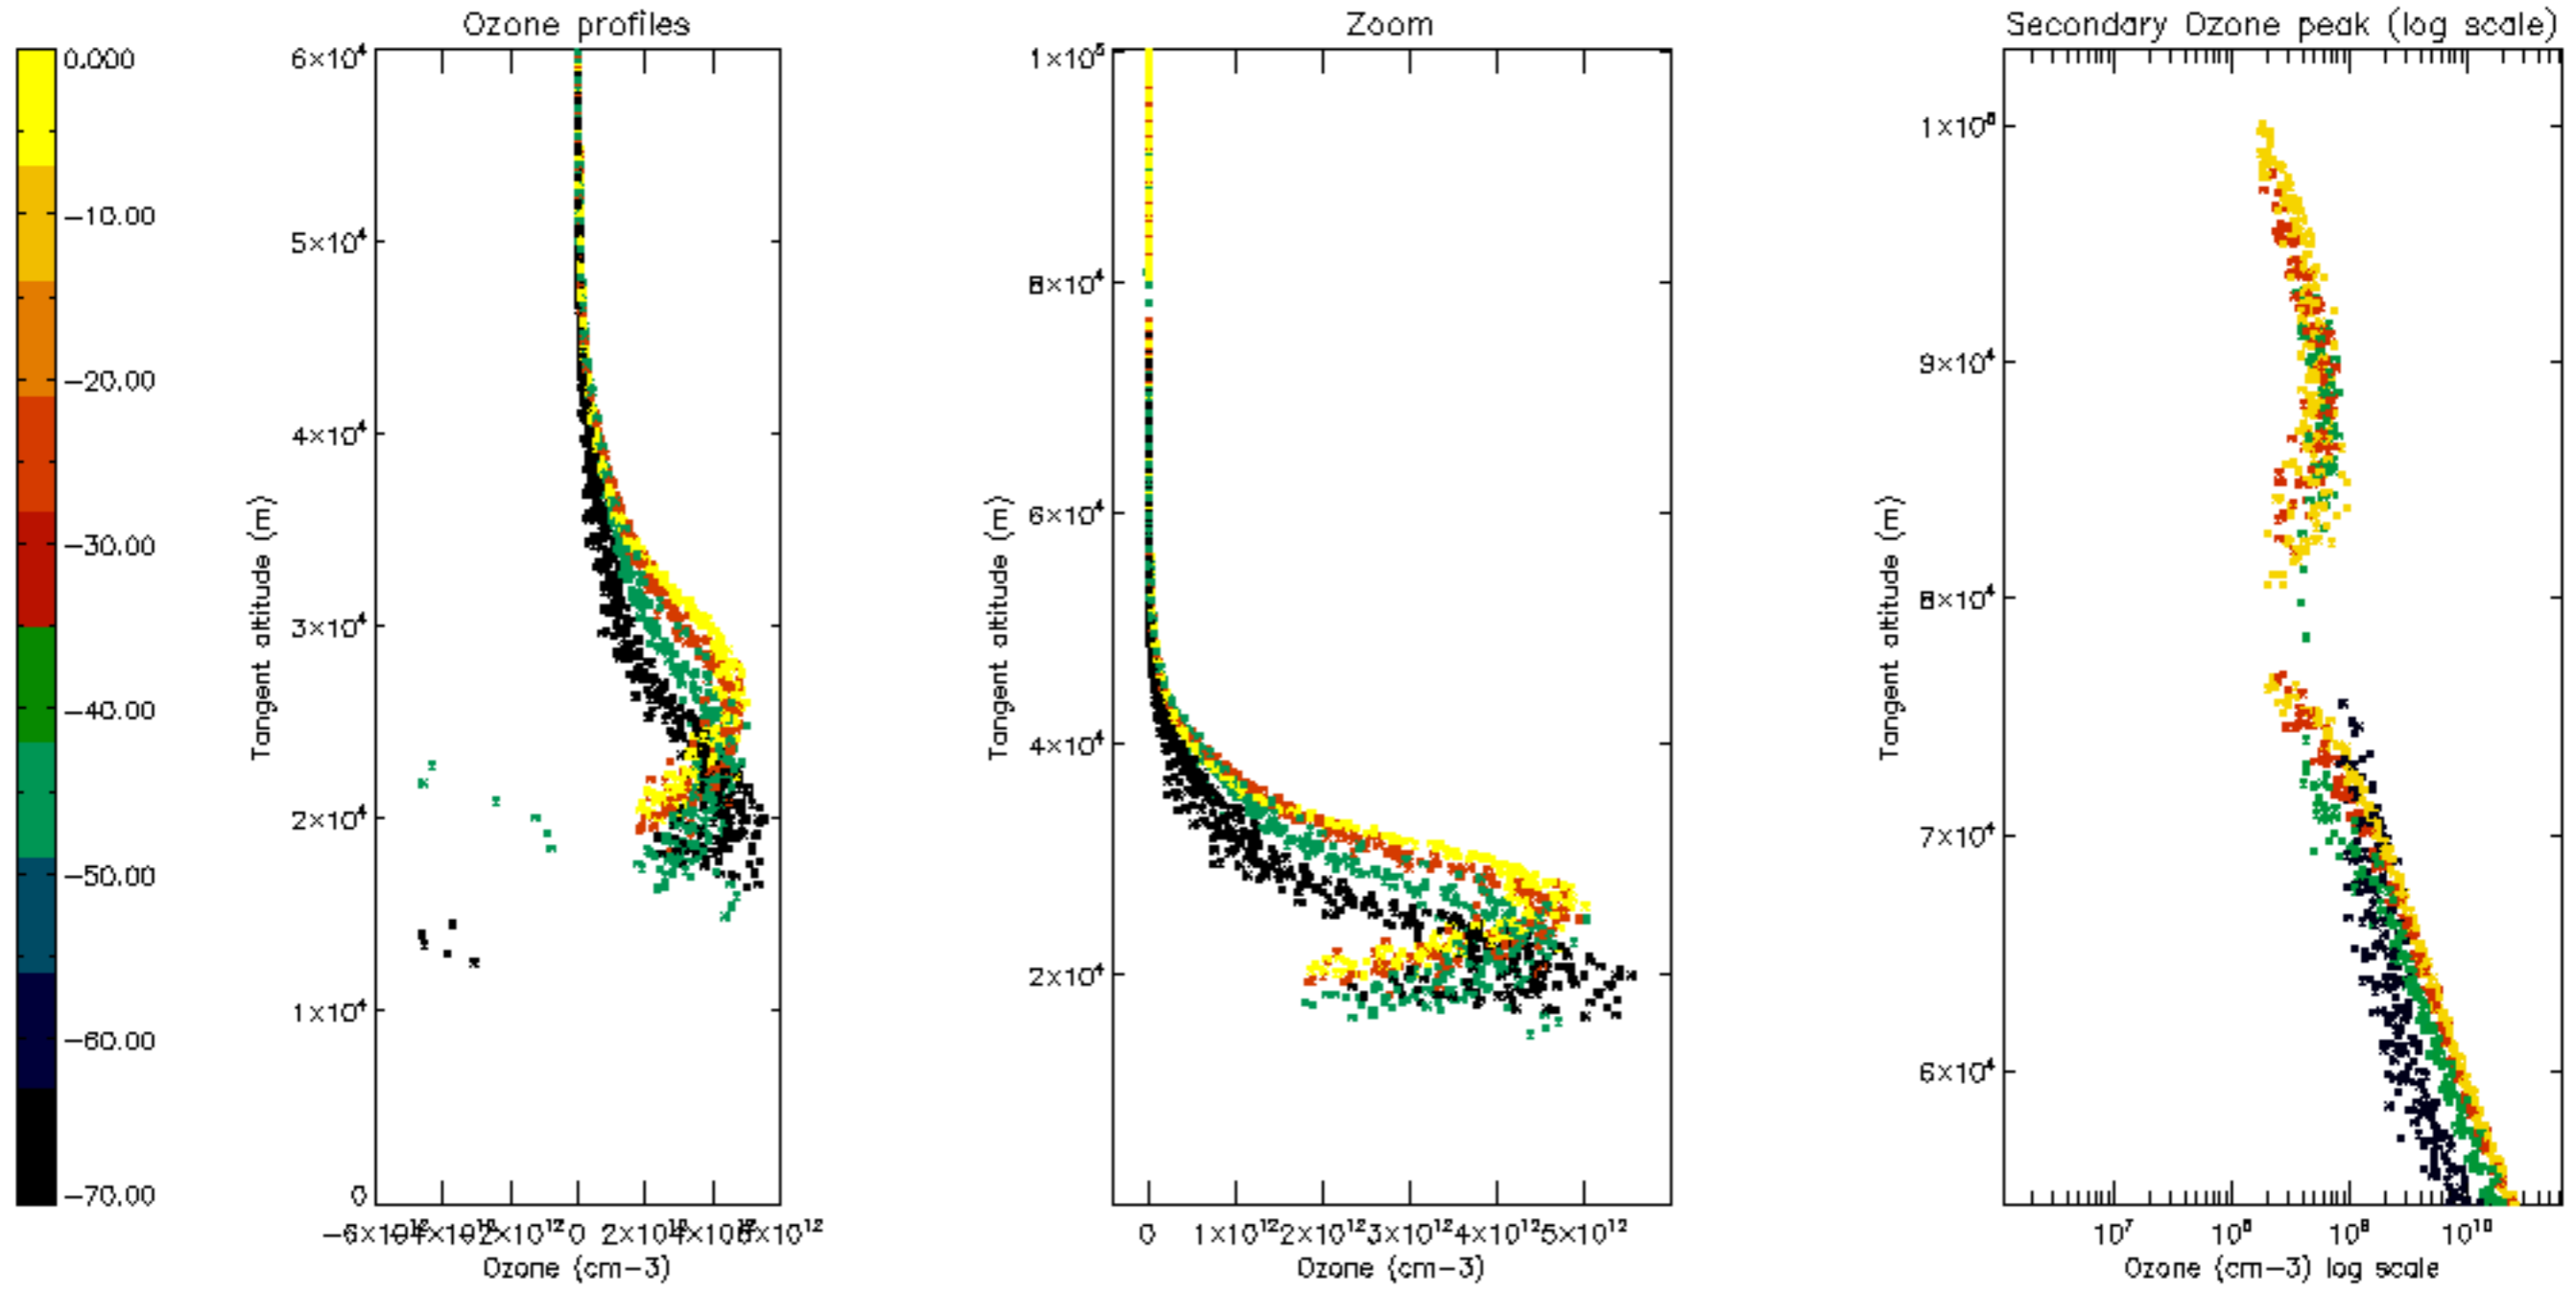 Ozone profiles
Zoom
Secondary Ozone peak (log scale)
0.000
−10.00
−20.00
−30.00
−40.00
−50.00
−60.00
−70.00
6×10⁴
5×10⁴
4×10⁴
3×10⁴
2×10⁴
1×10⁴
0
Tangent altitude (m)
0
Ozone (cm−3)
1×10⁵
8×10⁴
6×10⁴
4×10⁴
2×10⁴
Tangent altitude (m)
0 1×10¹² 2×10¹² 3×10¹² 4×10¹² 5×10¹²
Ozone (cm−3)
1×10⁵
9×10⁴
8×10⁴
7×10⁴
6×10⁴
Tangent altitude (m)
10⁷ 10⁸ 10⁹ 10¹⁰
Ozone (cm−3) log scale